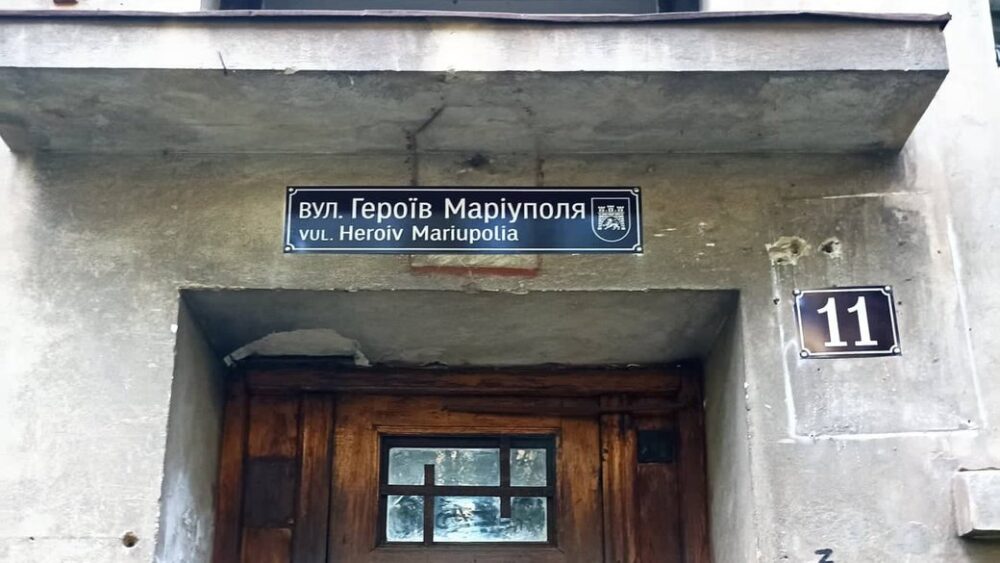 вул. Героїв Маріуполя
vul. Heroiv Mariupolia
11